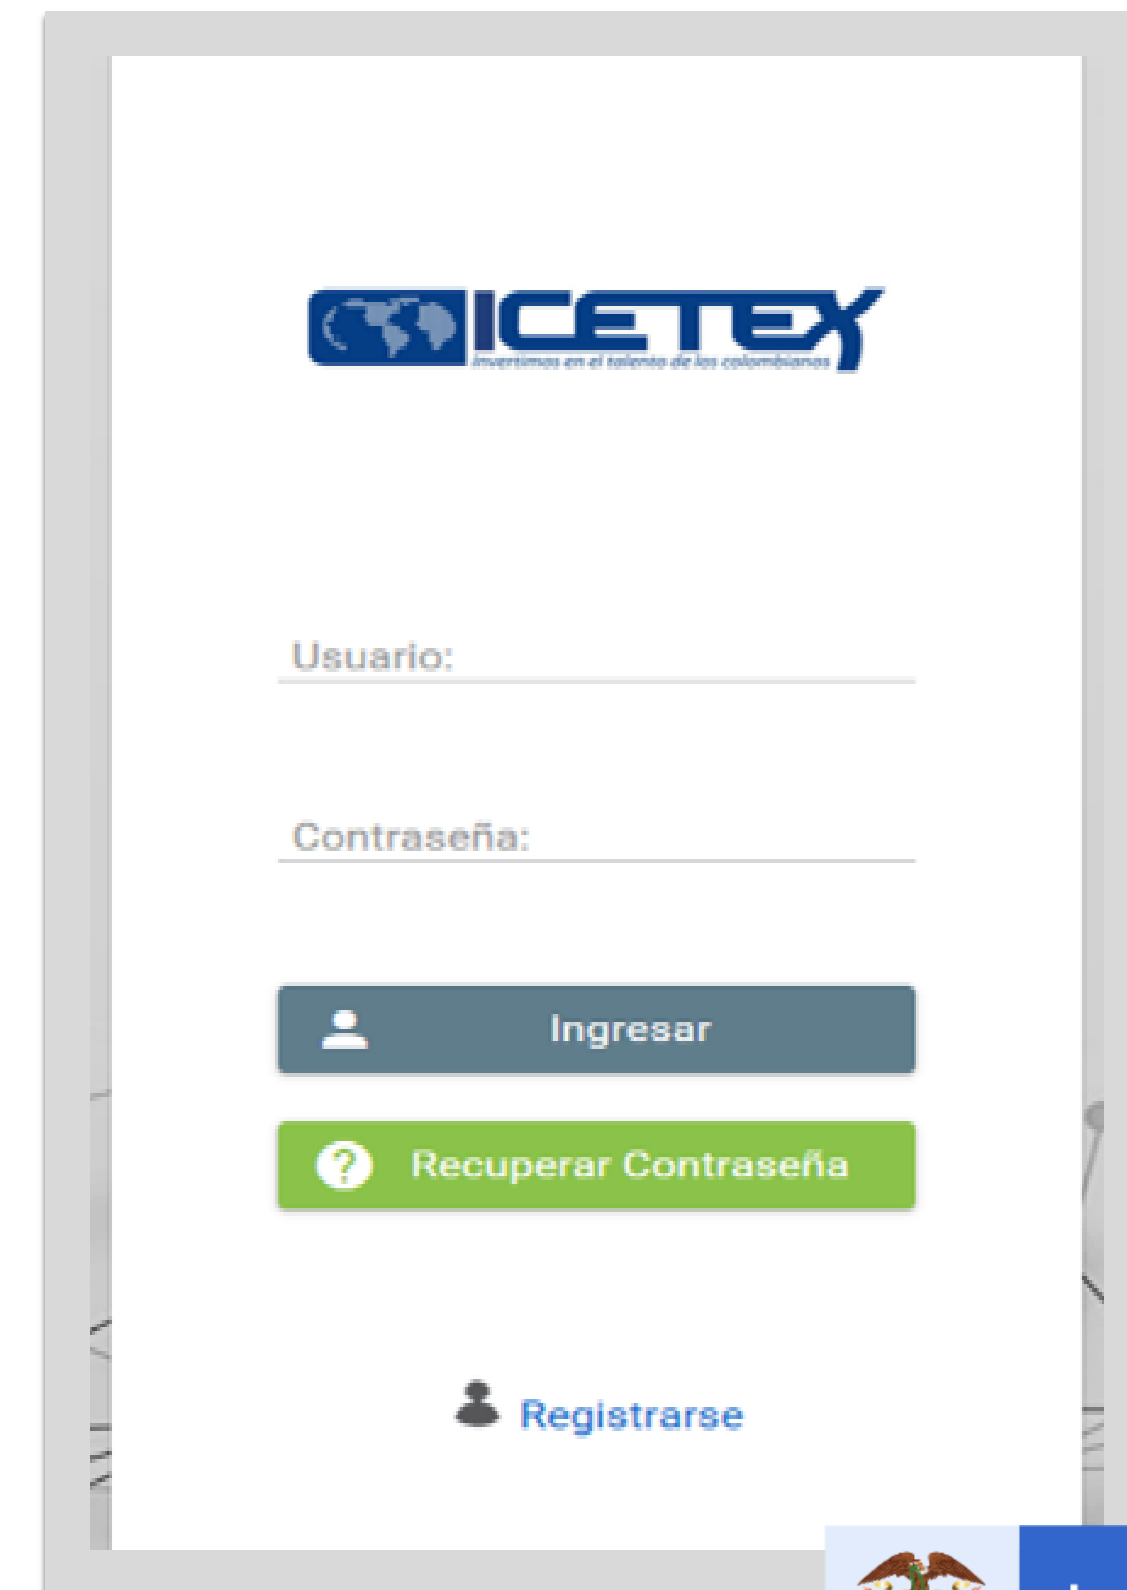 ICETEX
invertimos en el talento de los colombianos
Usuario:
Contraseña:
Ingresar
Recuperar Contraseña
Registrarse